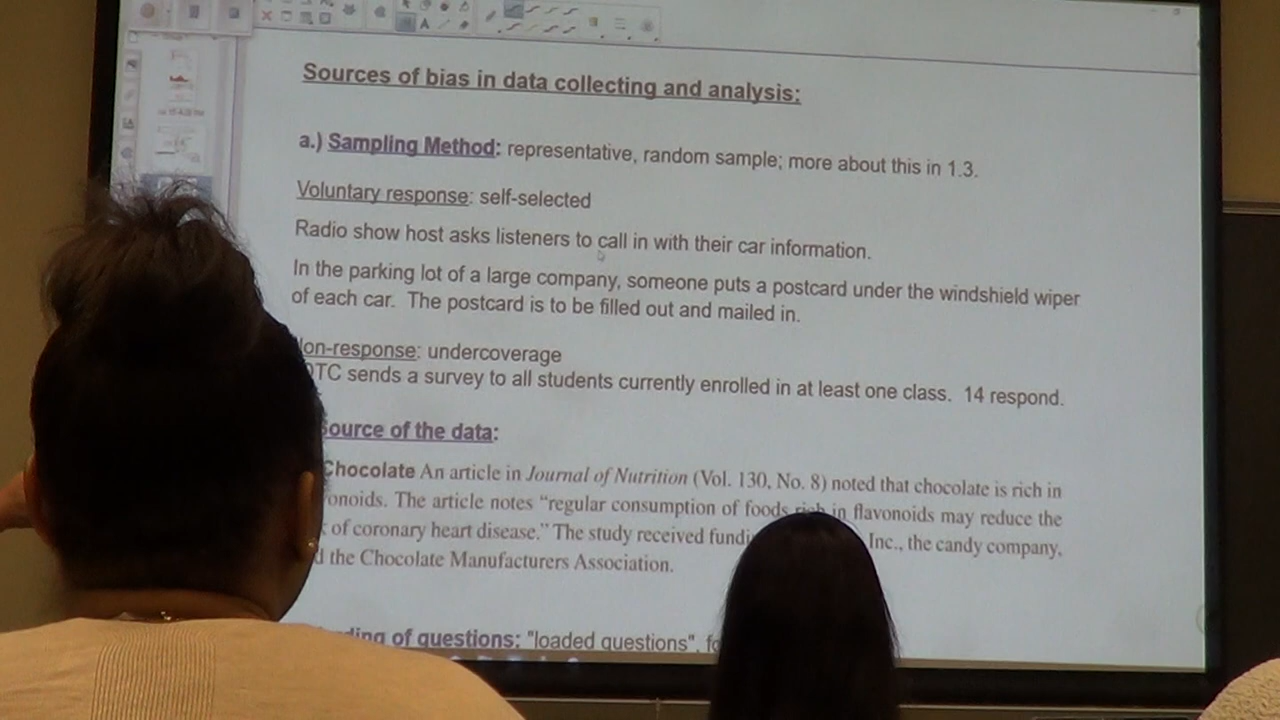 Sources of bias in data collecting and analysis:
a.) Sampling Method: representative, random sample; more about this in 1.3.
Voluntary response: self-selected
Radio show host asks listeners to call in with their car information.
In the parking lot of a large company, someone puts a postcard under the windshield wiper
of each car. The postcard is to be filled out and mailed in.
on-response: undercoverage
TC sends a survey to all students currently enrolled in at least one class. 14 respond.
Source of the data:
Chocolate An article in Journal of Nutrition (Vol. 130, No. 8) noted that chocolate is rich in
onoids. The article notes “regular consumption of foods rich in flavonoids may reduce the
of coronary heart disease.” The study received Inc., the candy company,
the Chocolate Manufacturers Association.
of questions: "loaded questions",